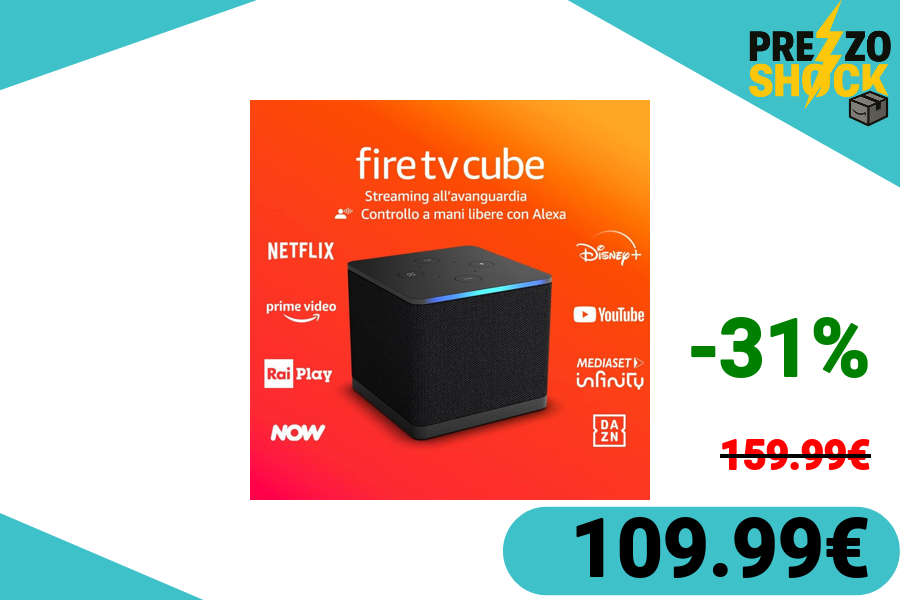 PREZZO
SHOCK
fire tv cube
Streaming all'avanguardia
Controllo a mani libere con Alexa
NETFLIX
Disney+
prime video
YouTube
Rai Play
MEDIASET
infinity
NOW
DA
ZN
-31%
159.99€
109.99€